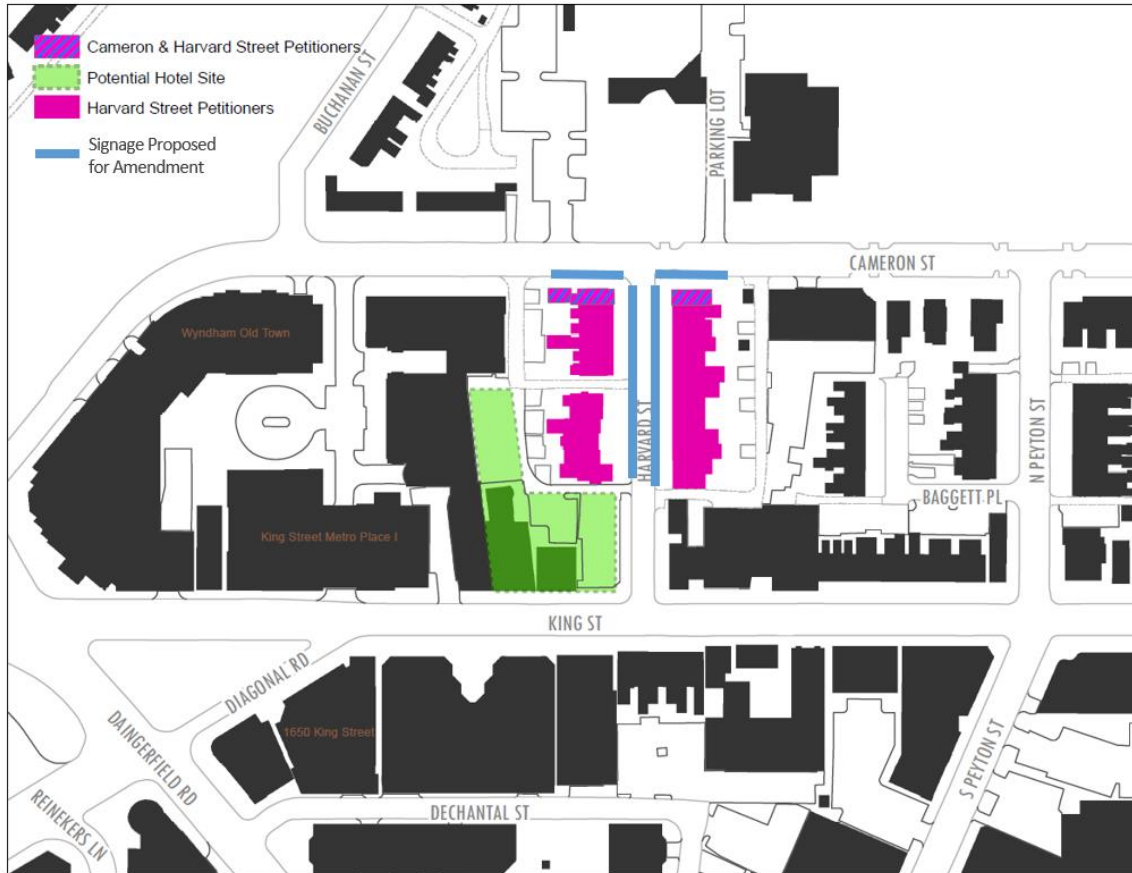 Cameron & Harvard Street Petitioners
Potential Hotel Site
Harvard Street Petitioners
Signage Proposed
for Amendment
BUCHANAN ST
PARKING LOT
CAMERON ST
Wyndham Old Town
HARVARD ST
N PEYTON ST
BAGGETT PL
King Street Metro Place I
KING ST
DIAGONAL RD
1650 King Street
DAINGERFIELD RD
S PEYTON ST
REINEKERS LN
DECHANTAL ST